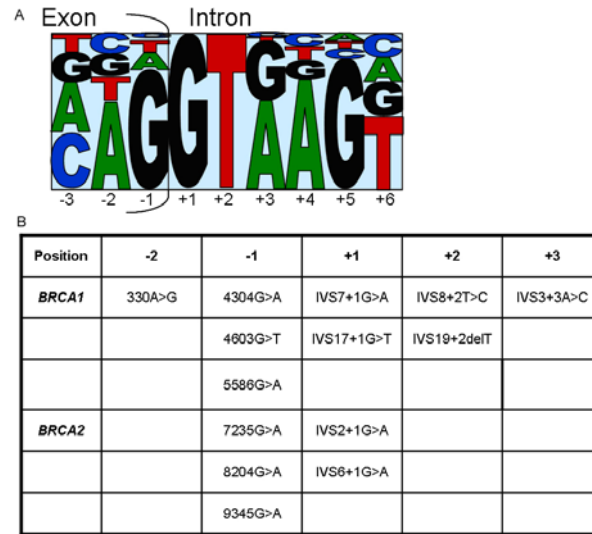 A
Exon Intron
T C C G T G T T C A C
G G T A G C C A
A T A G G T G A G G
C A A A T
-3 -2 -1 +1 +2 +3 +4 +5 +6
B
Position -2 -1 +1 +2 +3
BRCA1 330A>G 4304G>A IVS7+1G>A IVS8+2T>C IVS3+3A>C
4603G>T IVS17+1G>T IVS19+2delT
5586G>A
BRCA2 7235G>A IVS2+1G>A
8204G>A IVS6+1G>A
9345G>A